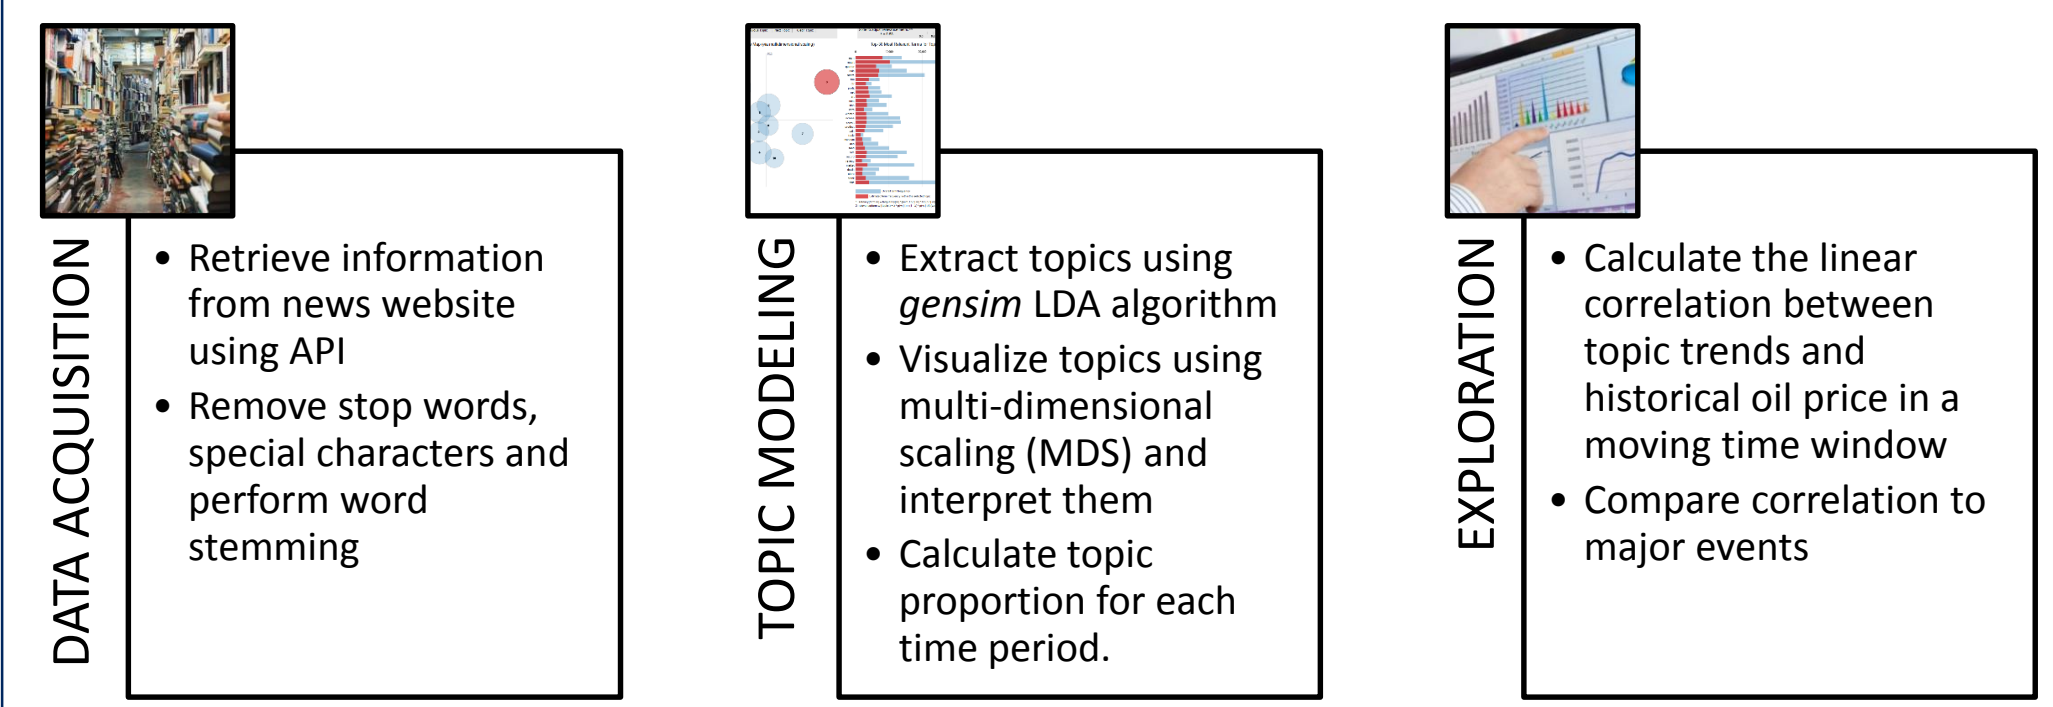 DATA ACQUISITION
• Retrieve information
from news website
using API
• Remove stop words,
special characters and
perform word
stemming
TOPIC MODELING
• Extract topics using
gensim LDA algorithm
• Visualize topics using
multi-dimensional
scaling (MDS) and
interpret them
• Calculate topic
proportion for each
time period.
EXPLORATION
• Calculate the linear
correlation between
topic trends and
historical oil price in a
moving time window
• Compare correlation to
major events